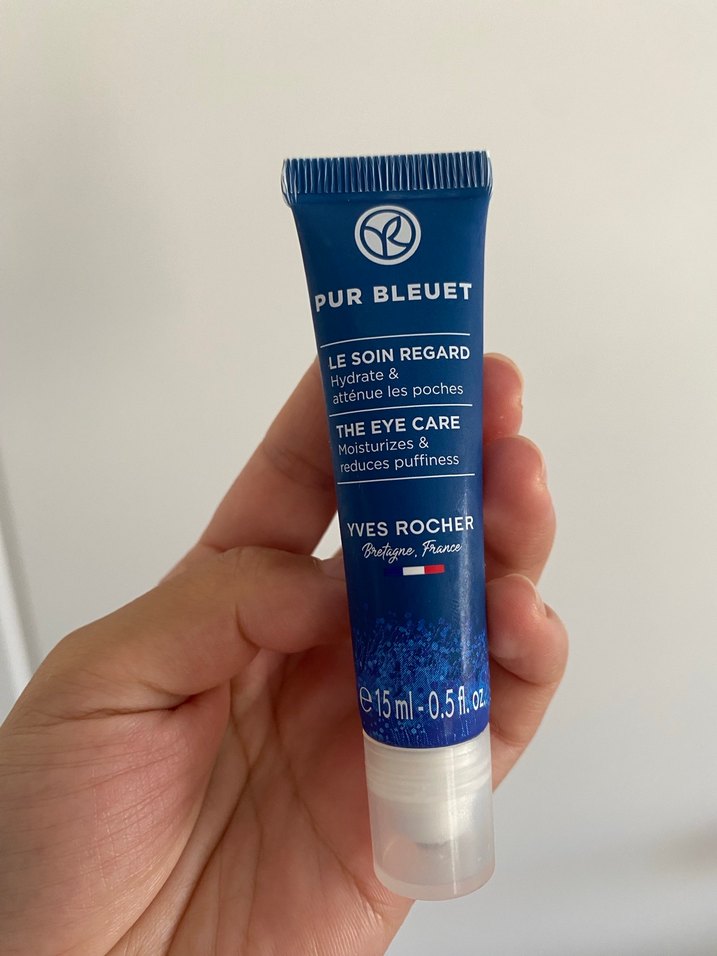 PUR BLEUET
LE SOIN REGARD
Hydrate &
atténue les poches
THE EYE CARE
Moisturizes &
reduces puffiness
YVES ROCHER
Bretagne, France
℮ 15 ml - 0.5 fl. oz.